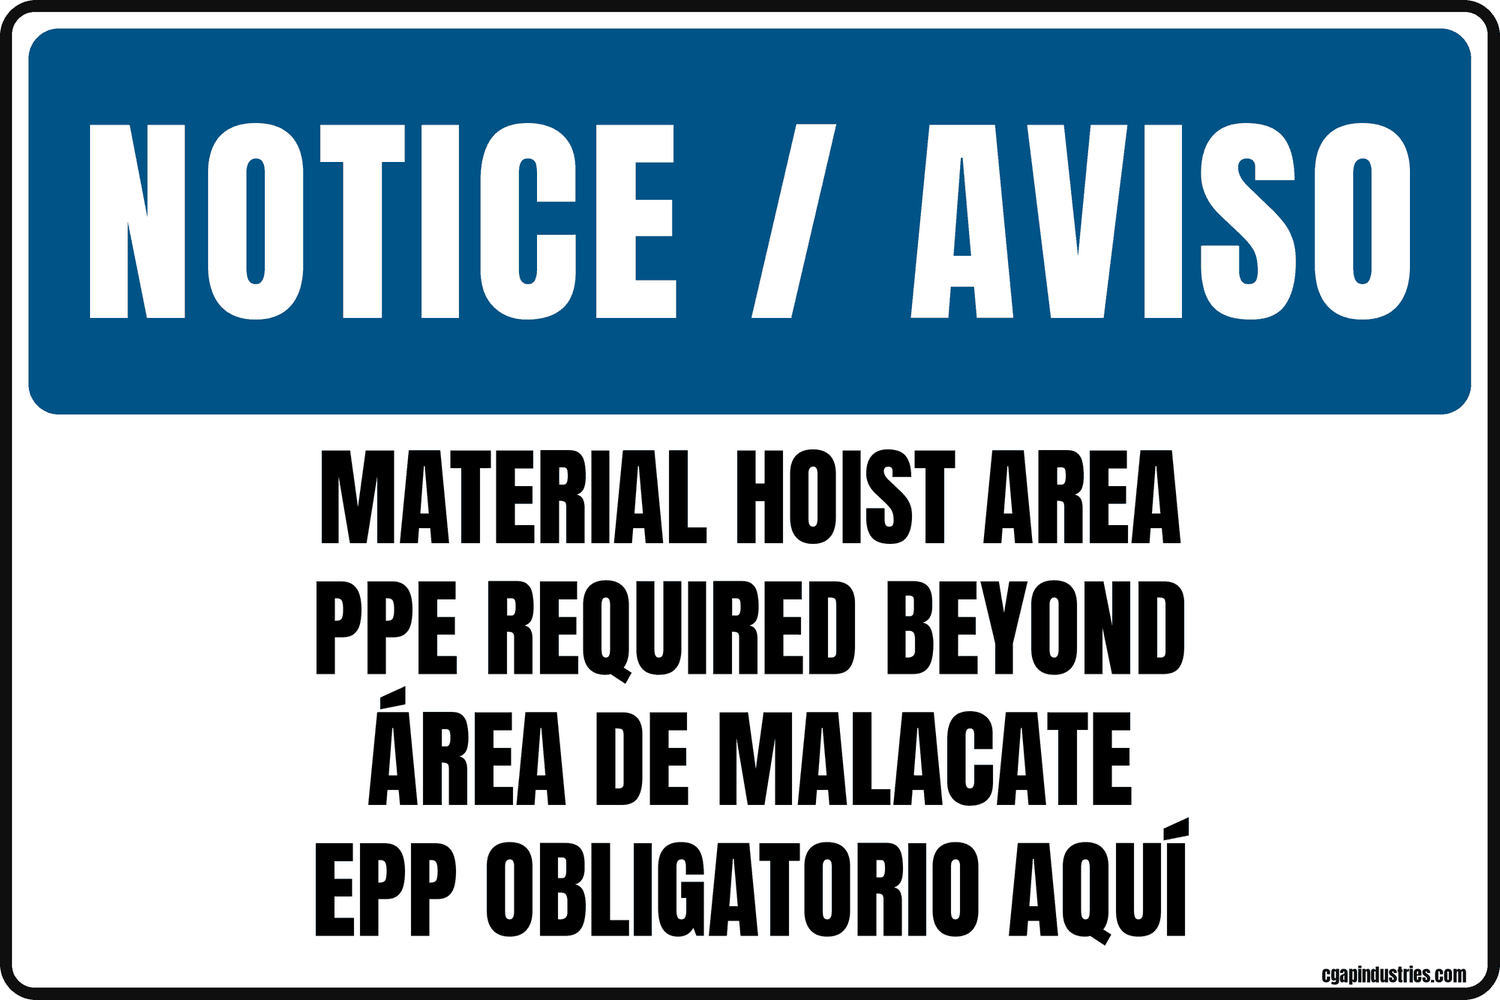 NOTICE / AVISO
MATERIAL HOIST AREA
PPE REQUIRED BEYOND
ÁREA DE MALACATE
EPP OBLIGATORIO AQUÍ
cgapindustries.com